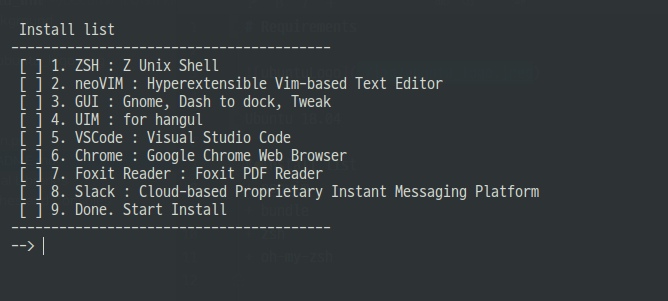 Install list
----------------------------------------
[ ] 1. ZSH : Z Unix Shell
[ ] 2. neoVIM : Hyperextensible Vim-based Text Editor
[ ] 3. GUI : Gnome, Dash to dock, Tweak
[ ] 4. UIM : for hangul
[ ] 5. VSCode : Visual Studio Code
[ ] 6. Chrome : Google Chrome Web Browser
[ ] 7. Foxit Reader : Foxit PDF Reader
[ ] 8. Slack : Cloud-based Proprietary Instant Messaging Platform
[ ] 9. Done. Start Install
----------------------------------------
-->